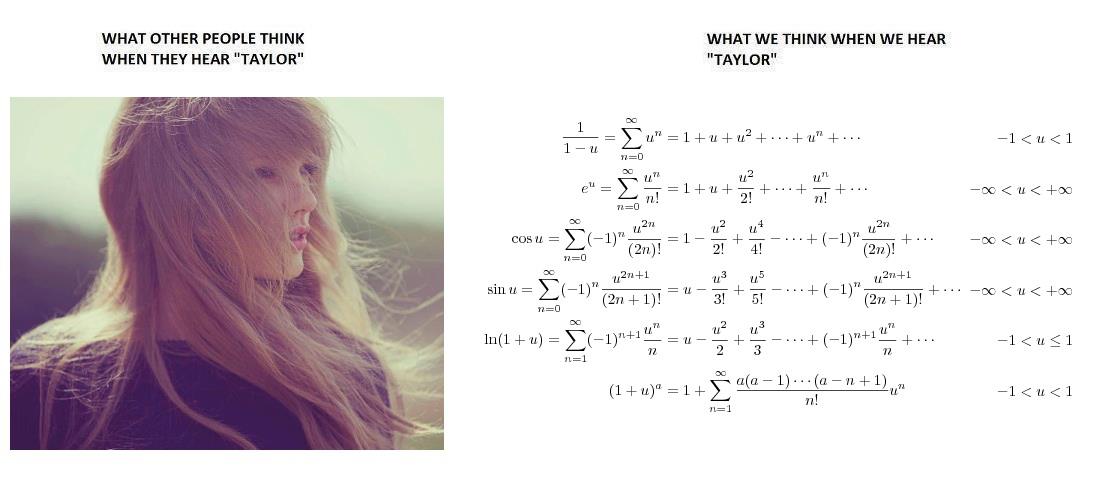 WHAT OTHER PEOPLE THINK
WHEN THEY HEAR "TAYLOR"
WHAT WE THINK WHEN WE HEAR
"TAYLOR"
\frac{1}{1-u} = \sum_{n=0}^{\infty} u^n = 1 + u + u^2 + \cdots + u^n + \cdots -1 < u < 1
e^u = \sum_{n=0}^{\infty} \frac{u^n}{n!} = 1 + u + \frac{u^2}{2!} + \cdots + \frac{u^n}{n!} + \cdots -\infty < u < +\infty
\cos u = \sum_{n=0}^{\infty} (-1)^n \frac{u^{2n}}{(2n)!} = 1 - \frac{u^2}{2!} + \frac{u^4}{4!} - \cdots + (-1)^n \frac{u^{2n}}{(2n)!} + \cdots -\infty < u < +\infty
\sin u = \sum_{n=0}^{\infty} (-1)^n \frac{u^{2n+1}}{(2n+1)!} = u - \frac{u^3}{3!} + \frac{u^5}{5!} - \cdots + (-1)^n \frac{u^{2n+1}}{(2n+1)!} + \cdots -\infty < u < +\infty
\ln(1+u) = \sum_{n=1}^{\infty} (-1)^{n+1} \frac{u^n}{n} = u - \frac{u^2}{2} + \frac{u^3}{3} - \cdots + (-1)^{n+1} \frac{u^n}{n} + \cdots -1 < u \leq 1
(1+u)^a = 1 + \sum_{n=1}^{\infty} \frac{a(a-1)\cdots(a-n+1)}{n!} u^n -1 < u < 1